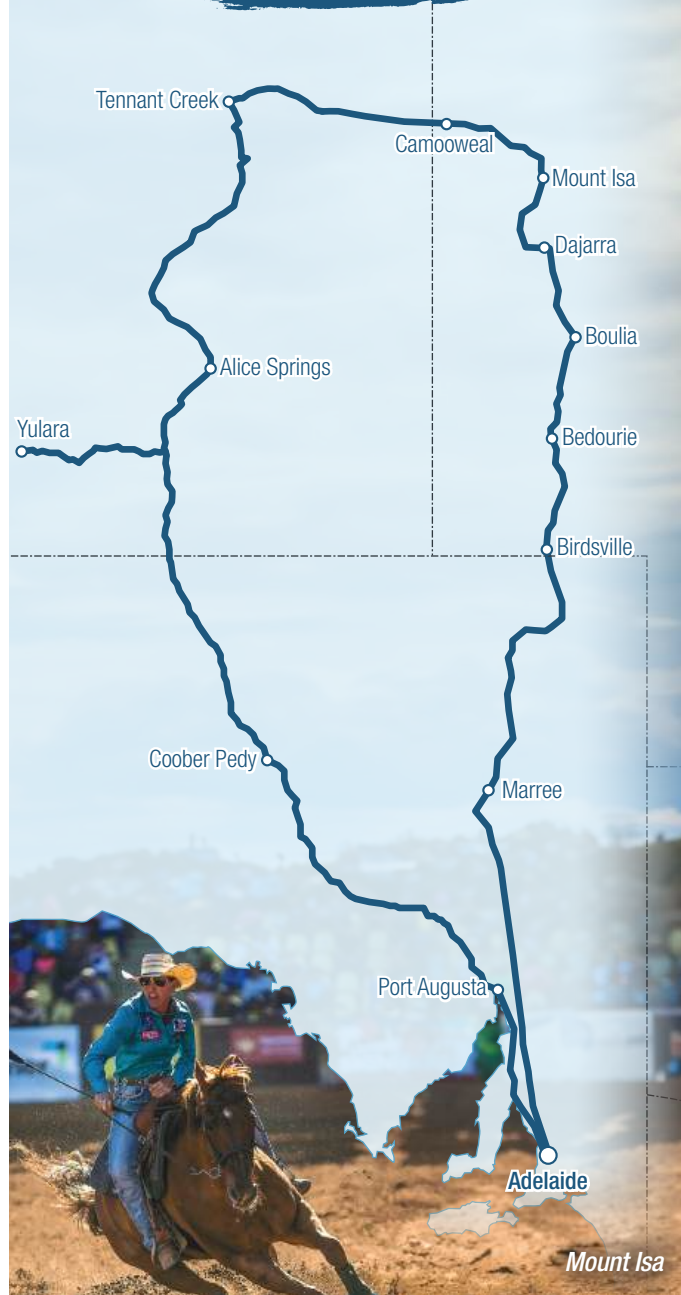 Tennant Creek
Camooweal
Mount Isa
Dajarra
Boulia
Alice Springs
Yulara
Bedourie
Birdsville
Coober Pedy
Marree
Port Augusta
Adelaide
Mount Isa